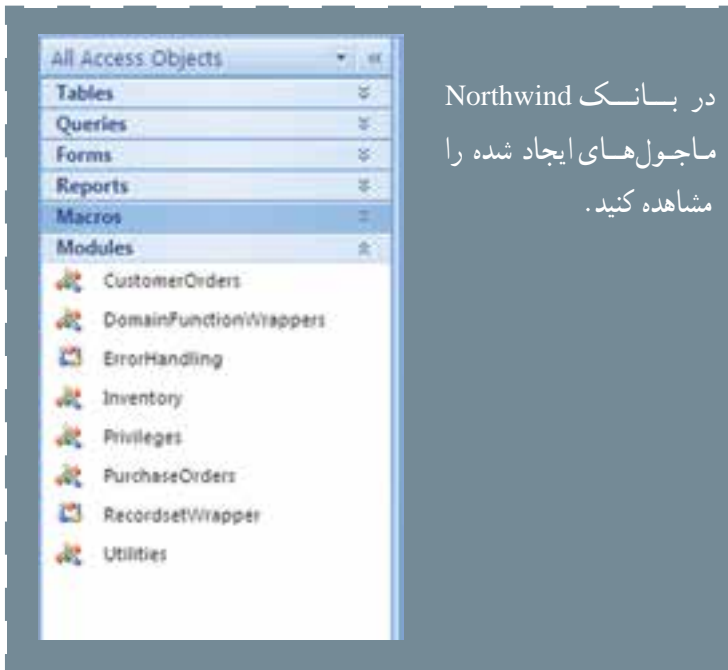 All Access Objects
Tables
Queries
Forms
Reports
Macros
Modules
CustomerOrders
DomainFunctionWrappers
ErrorHandling
Inventory
Privileges
PurchaseOrders
RecordsetWrapper
Utilities
در بانک Northwind
ماجول‌های ایجاد شده را
مشاهده کنید.